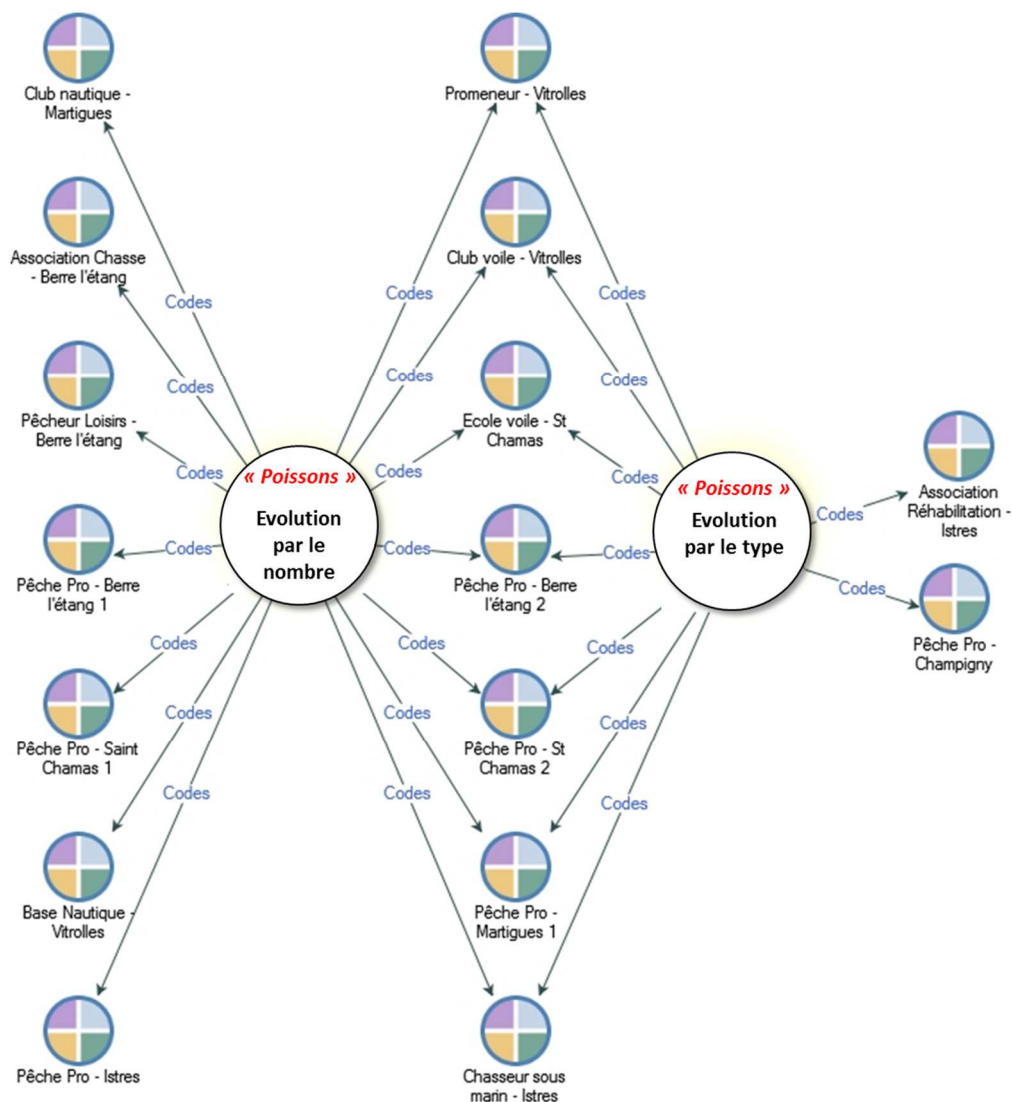 Club nautique -
Martigues
Promeneur - Vitrolles
Association Chasse
- Berre l'étang
Club voile - Vitrolles
Codes
Codes
Codes
Codes
Codes
Codes
Pêcheur Loisirs -
Berre l'étang
Ecole voile - St
Chamas
Codes
Codes
Codes
« Poissons »
Evolution
par le
nombre
« Poissons »
Evolution
par le type
Association
Réhabilitation -
Istres
Codes
Codes
Codes
Codes
Codes
Pêche Pro - Berre
l'étang 1
Pêche Pro - Berre
l'étang 2
Pêche Pro -
Champigny
Codes
Codes
Codes
Pêche Pro - Saint
Chamas 1
Pêche Pro - St
Chamas 2
Codes
Codes
Codes
Codes
Codes
Codes
Base Nautique -
Vitrolles
Pêche Pro -
Martigues 1
Pêche Pro - Istres
Chasseur sous
marin - Istres